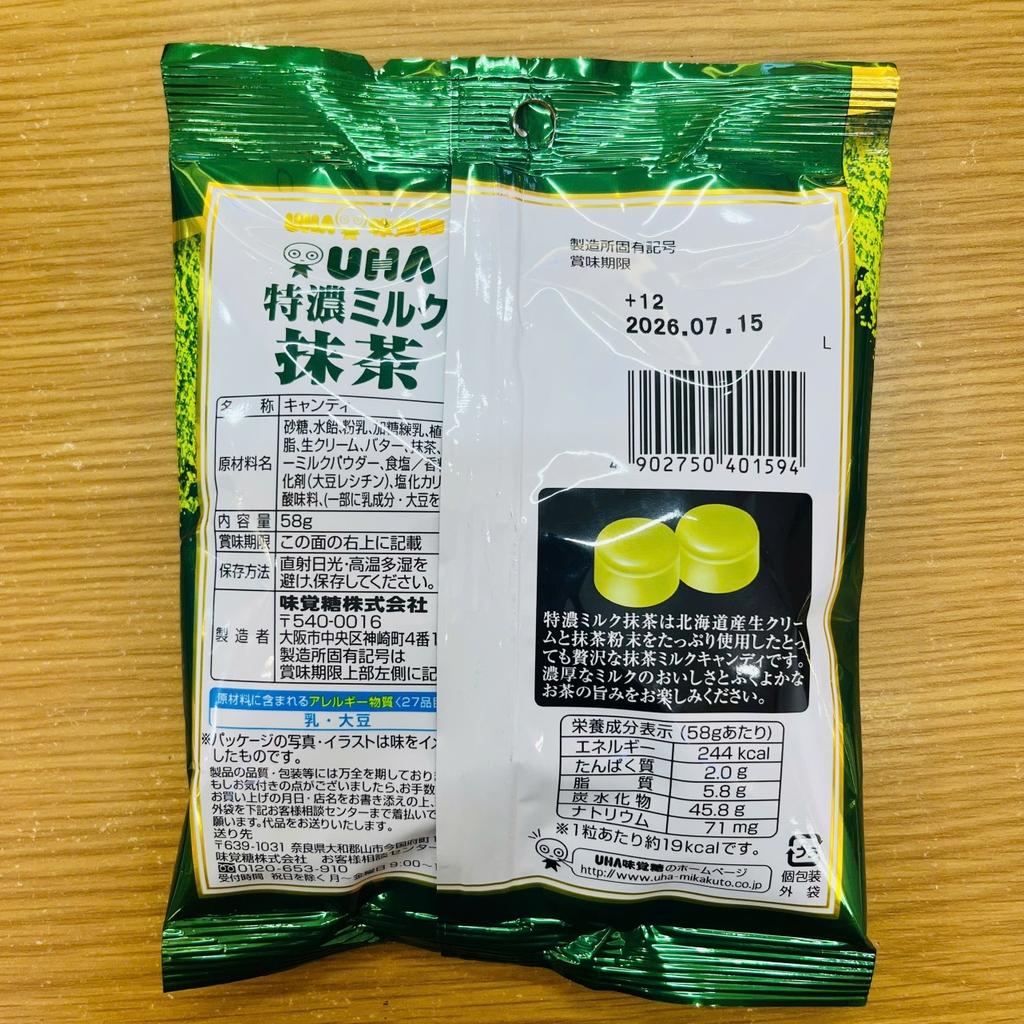 UHA
特濃ミルク
抹茶
名 称 キャンディ
原材料名 砂糖、水飴、粉乳、加糖練乳、植
脂、生クリーム、バター、抹茶、
ーミルクパウダー、食塩／香料
化剤(大豆レシチン)、塩化カリ
酸味料、(一部に乳成分・大豆を
内容量 58g
賞味期限 この面の右上に記載
保存方法 直射日光・高温多湿を
避け、保存してください。
製造者 味覚糖株式会社
〒540-0016
大阪市中央区神崎町4番1
製造所固有記号は
賞味期限上部左側に記
原材料に含まれるアレルギー物質〈27品目
乳・大豆
※パッケージの写真・イラストは味をイメ
したものです。
製品の品質・包装等には万全を期しておりま
もしお気付きの点がございましたら、お手数
お買い上げの月日・店名をお書き添えの上、
外袋を下記お客様相談センターまで着払いで
願います。代品をお送りいたします。
送り先
〒639-1031 奈良県大和郡山市今国府町
味覚糖株式会社 お客様相談セン
0120-653-910
受付時間 祝日を除く 月～金曜日 9:00～1
製造所固有記号
賞味期限
+12
2026.07.15
L
4 902750 401594
特濃ミルク抹茶は北海道産生クリー
ムと抹茶粉末をたっぷり使用したとっ
ても贅沢な抹茶ミルクキャンディです。
濃厚なミルクのおいしさとふくよかな
お茶の旨みをお楽しみください。
栄養成分表示 (58gあたり)
エネルギー 244 kcal
たんぱく質 2.0 g
脂 質 5.8 g
炭水化物 45.8 g
ナトリウム 71 mg
※1粒あたり約19kcalです。
UHA味覚糖のホームページ
http://www.uha-mikakuto.co.jp
プラ
個包装
外 袋